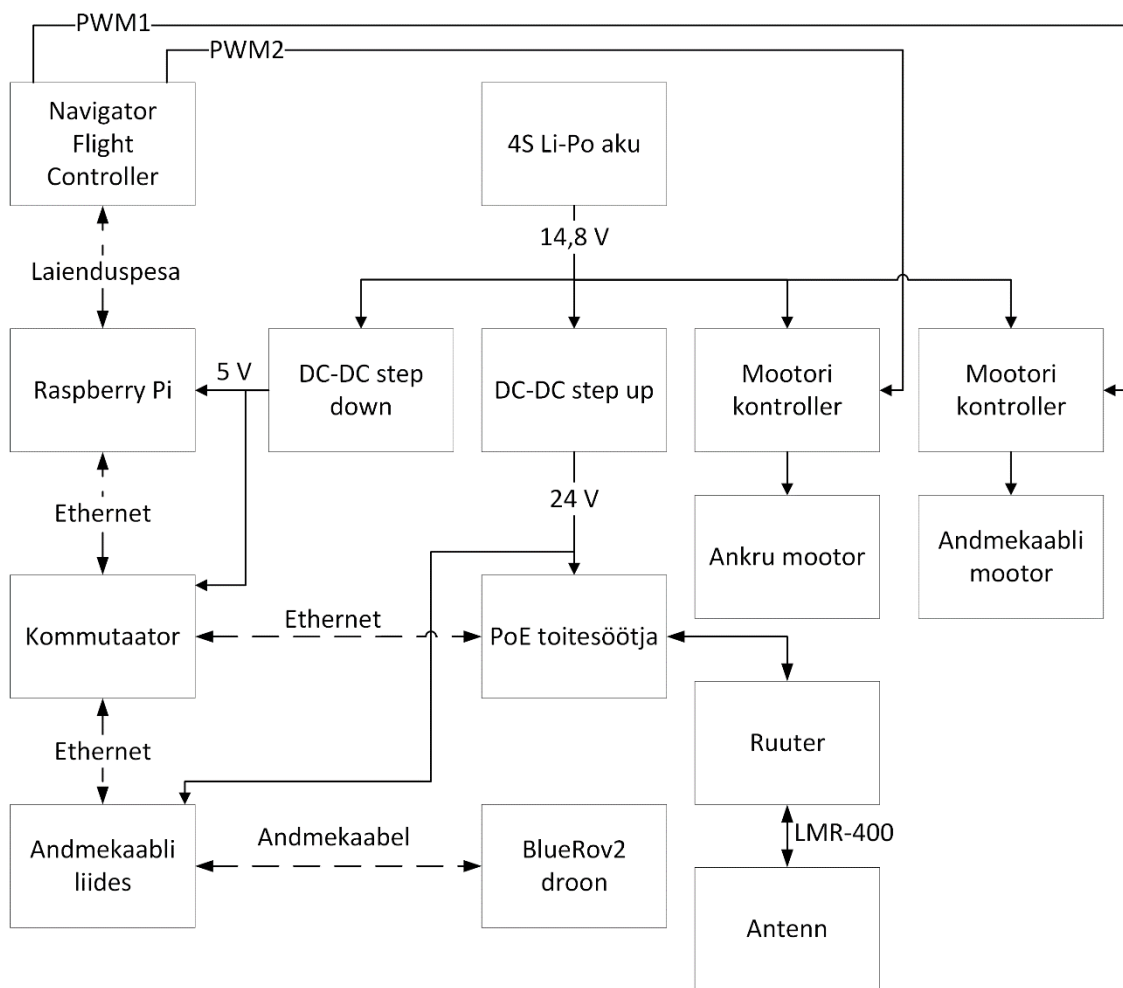 PWM1
PWM2
Navigator
Flight
Controller
4S Li-Po aku
14,8 V
Laienduspesa
Raspberry Pi
5 V
DC-DC step
down
DC-DC step up
Mootori
kontroller
Mootori
kontroller
Ethernet
24 V
Ankru mootor
Andmekaabli
mootor
Kommutaator
Ethernet
PoE toitesöötja
Ethernet
Ruuter
LMR-400
Andmekaabli
liides
Andmekaabel
BlueRov2
droon
Antenn